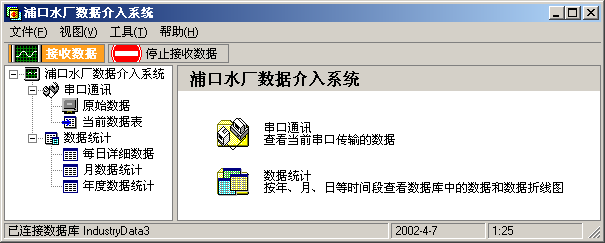 浦口水厂数据介入系统
文件(F) 视图(V) 工具(T) 帮助(H)
接收数据 停止接收数据
浦口水厂数据介入系统
串口通讯
原始数据
当前数据表
数据统计
每日详细数据
月数据统计
年度数据统计
浦口水厂数据介入系统
串口通讯
查看当前串口传输的数据
数据统计
按年、月、日等时间段查看数据库中的数据和数据折线图
已连接数据库 IndustryData3 2002-4-7 1:25